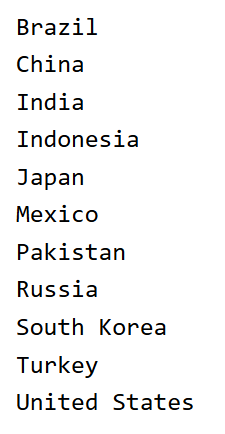 Brazil
China
India
Indonesia
Japan
Mexico
Pakistan
Russia
South Korea
Turkey
United States